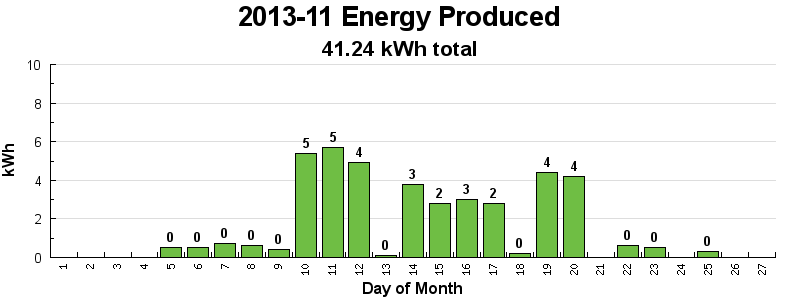 2013-11 Energy Produced
41.24 kWh total
kWh
10
8
6
4
2
0
0 0 0 0 0 5 5 4 0 3 2 3 2 0 4 4 0 0 0
1 2 3 4 5 6 7 8 9 10 11 12 13 14 15 16 17 18 19 20 21 22 23 24 25 26 27
Day of Month